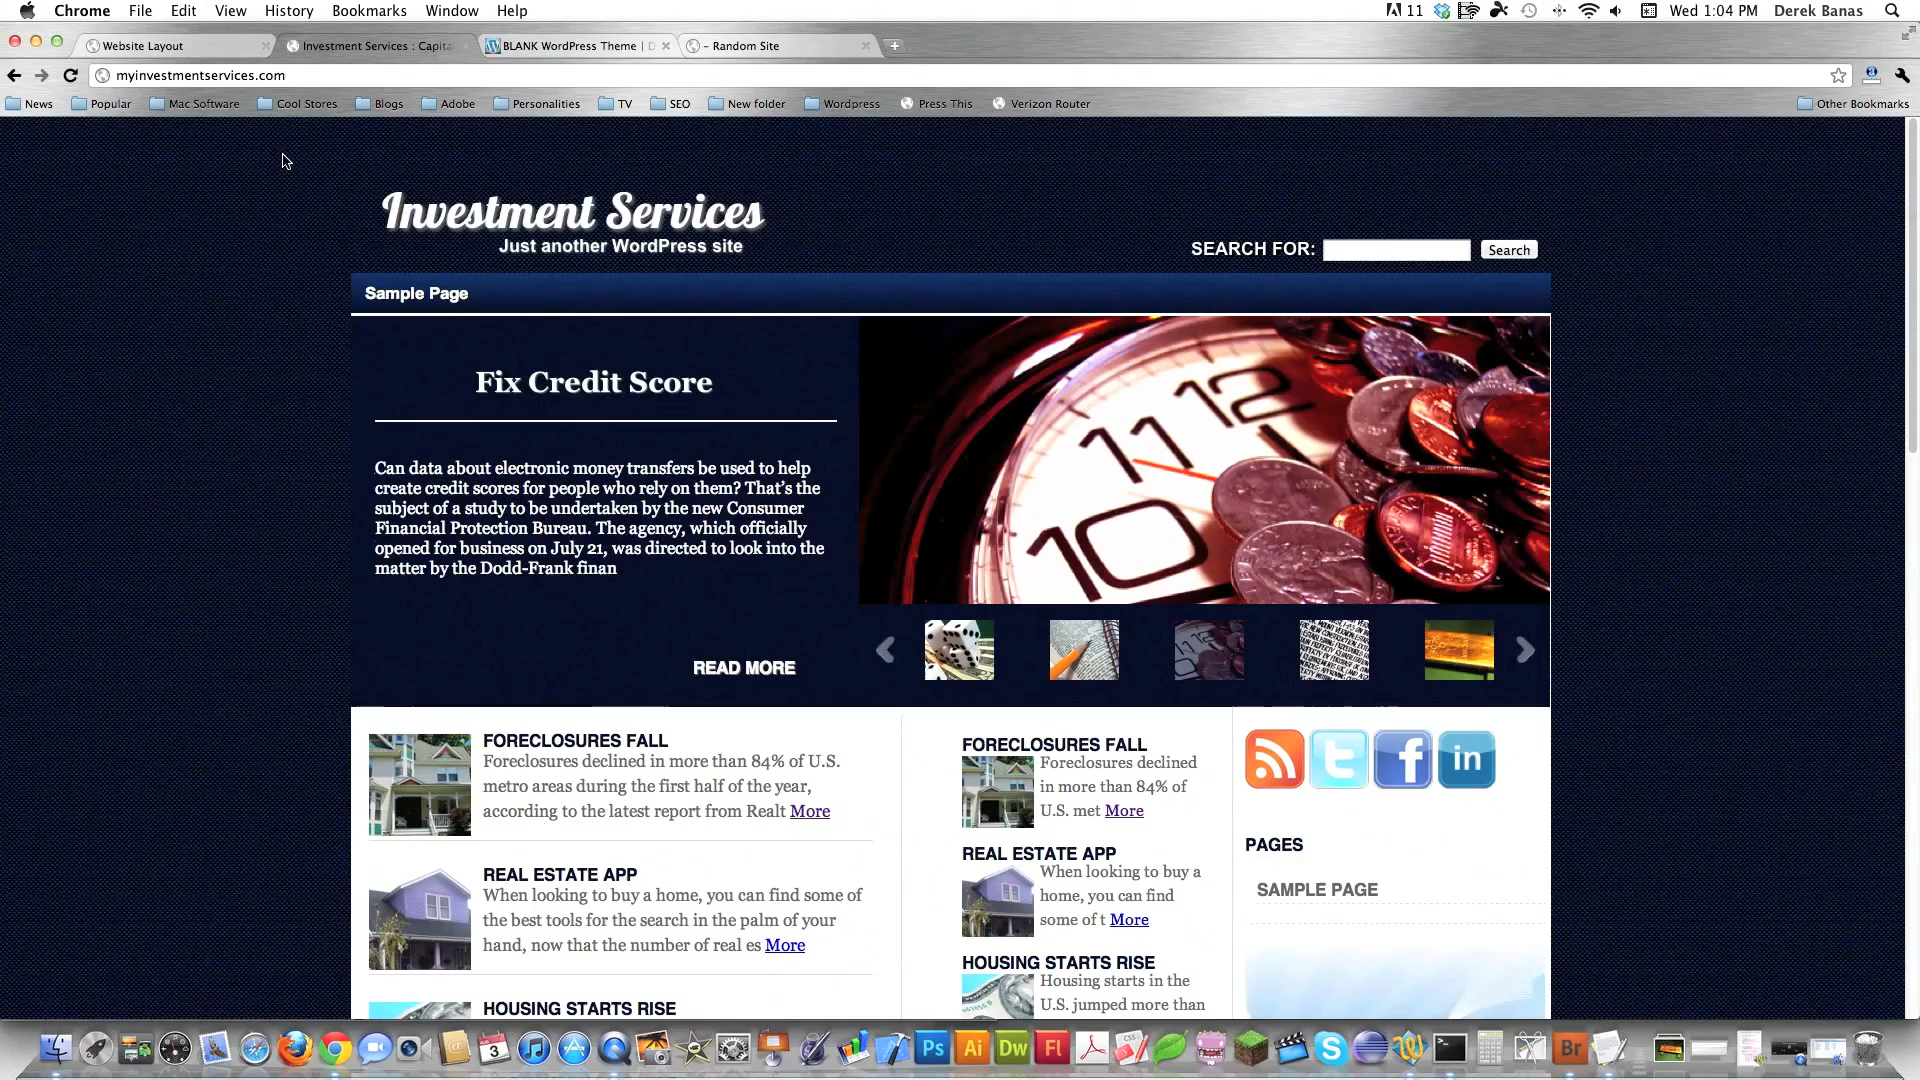 Chrome File Edit View History Bookmarks Window Help 11 Wed 1:04 PM Derek Banas
Website Layout Investment Services : Capita BLANK WordPress Theme | D – Random Site
myinvestmentservices.com
News Popular Mac Software Cool Stores Blogs Adobe Personalities TV SEO New folder Wordpress Press This Verizon Router Other Bookmarks
Investment Services
Just another WordPress site
SEARCH FOR: Search
Sample Page
Fix Credit Score
Can data about electronic money transfers be used to help
create credit scores for people who rely on them? That's the
subject of a study to be undertaken by the new Consumer
Financial Protection Bureau. The agency, which officially
opened for business on July 21, was directed to look into the
matter by the Dodd-Frank finan
READ MORE
11 12
10
FORECLOSURES FALL
Foreclosures declined in more than 84% of U.S.
metro areas during the first half of the year,
according to the latest report from Realt More
REAL ESTATE APP
When looking to buy a home, you can find some of
the best tools for the search in the palm of your
hand, now that the number of real es More
HOUSING STARTS RISE
FORECLOSURES FALL
Foreclosures declined
in more than 84% of
U.S. met More
REAL ESTATE APP
When looking to buy a
home, you can find
some of t More
HOUSING STARTS RISE
Housing starts in the
U.S. jumped more than
in
PAGES
SAMPLE PAGE
3 Ps Ai Dw Fl CSS Br